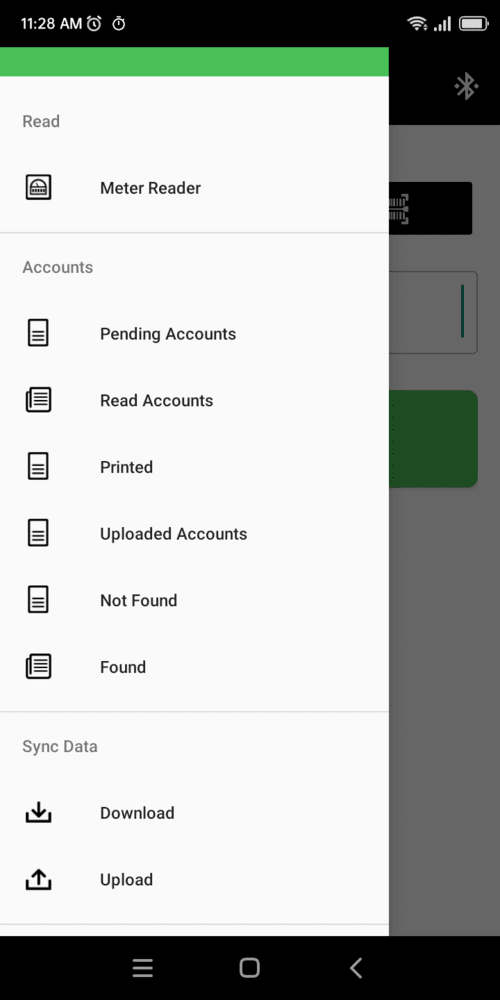 11:28 AM
Read
Meter Reader
Accounts
Pending Accounts
Read Accounts
Printed
Uploaded Accounts
Not Found
Found
Sync Data
Download
Upload